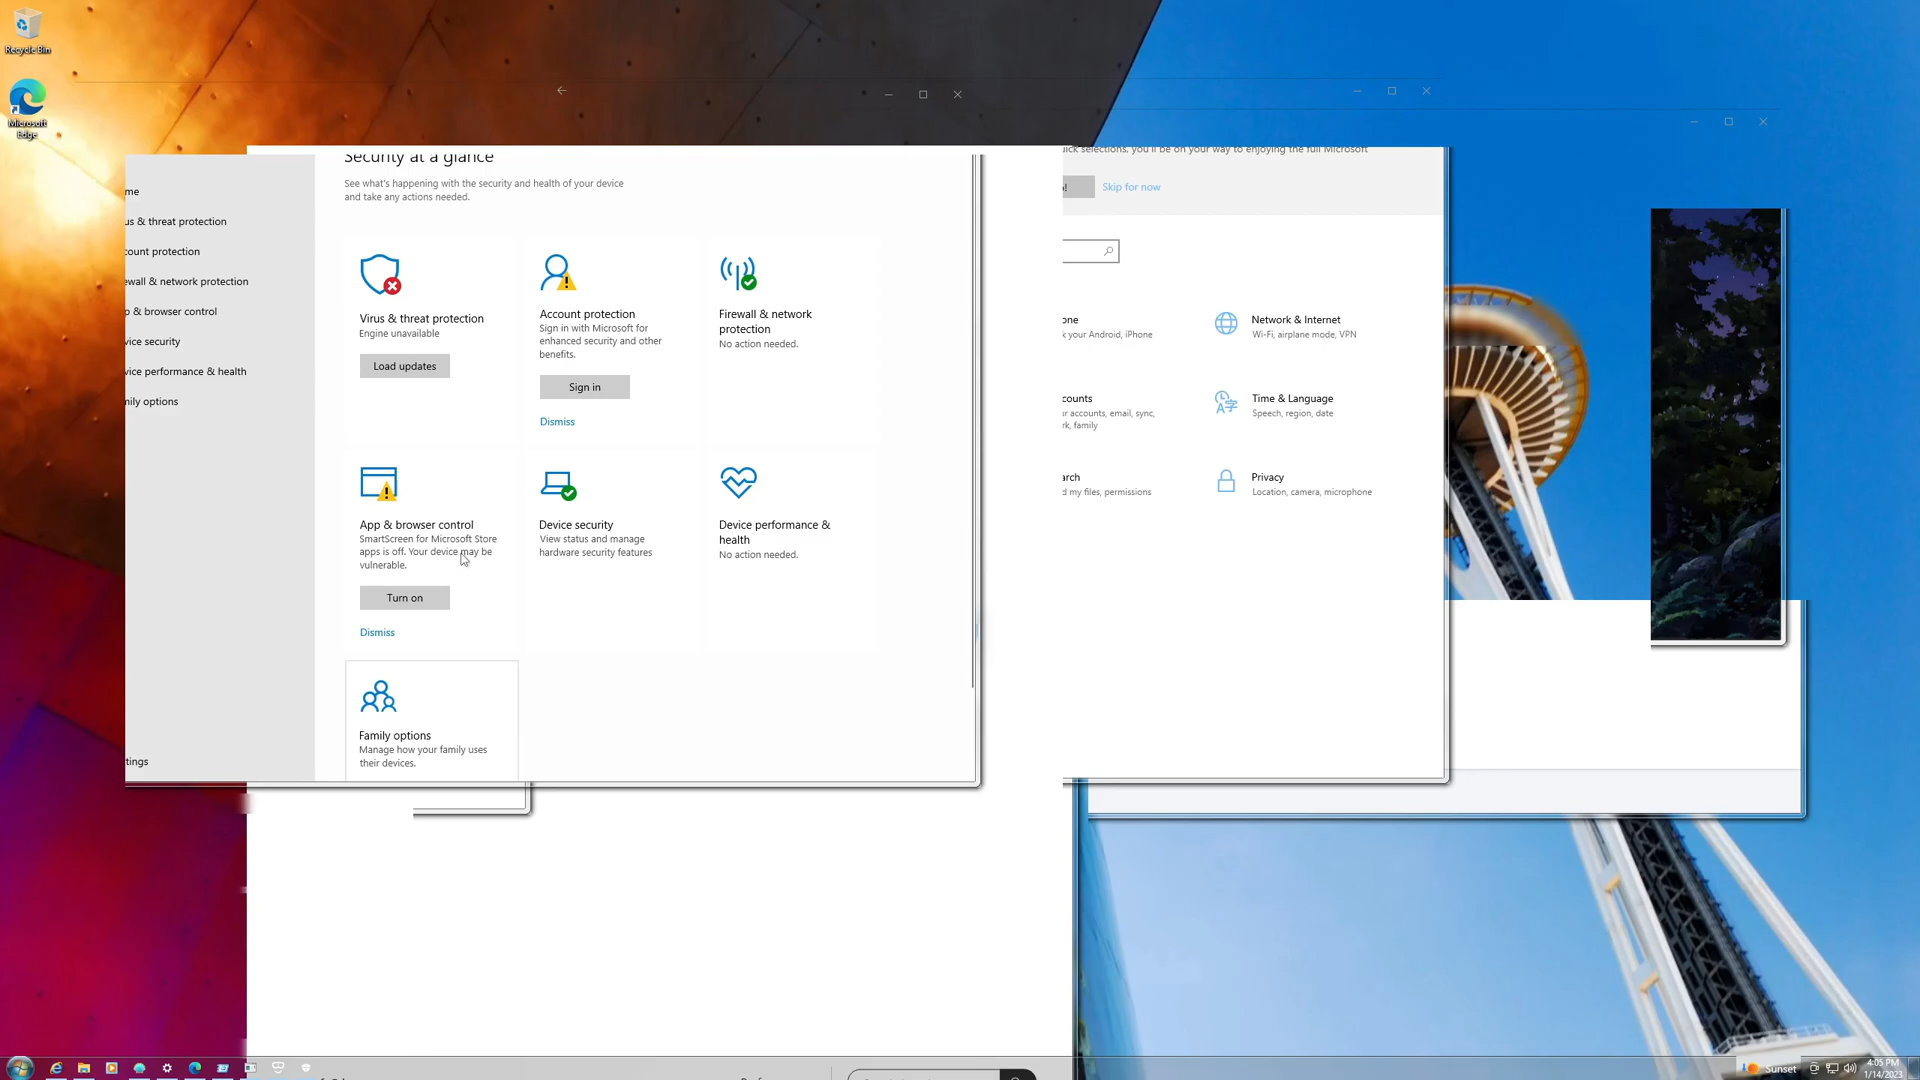 Recycle Bin
Microsoft
Edge
me
us & threat protection
count protection
ewall & network protection
p & browser control
vice security
vice performance & health
mily options
tings
Security at a glance
See what's happening with the security and health of your device
and take any actions needed.
Virus & threat protection
Engine unavailable
Load updates
Account protection
Sign in with Microsoft for
enhanced security and other
benefits.
Sign in
Dismiss
Firewall & network
protection
No action needed.
App & browser control
SmartScreen for Microsoft Store
apps is off. Your device may be
vulnerable.
Turn on
Dismiss
Device security
View status and manage
hardware security features
Device performance &
health
No action needed.
Family options
Manage how your family uses
their devices.
uick selections, you'll be on your way to enjoying the full Microsoft
Skip for now
one
k your Android, iPhone
Network & Internet
Wi-Fi, airplane mode, VPN
counts
ur accounts, email, sync,
rk, family
Time & Language
Speech, region, date
arch
d my files, permissions
Privacy
Location, camera, microphone
Sunset
4:05 PM
1/14/2023